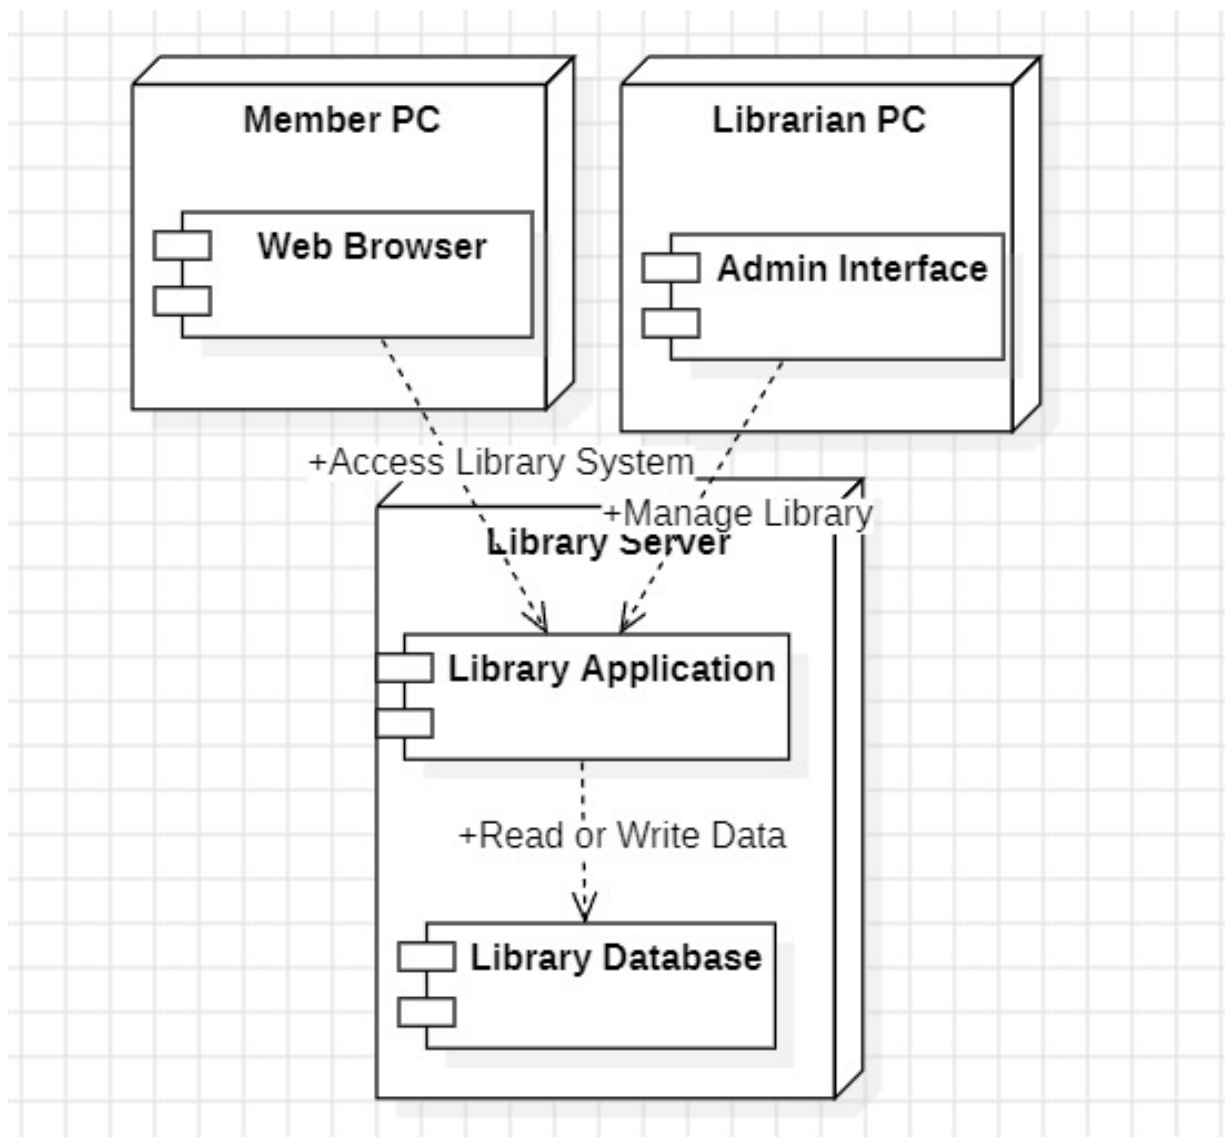 Member PC
Librarian PC
Web Browser
Admin Interface
+Access Library System
+Manage Library
Library Server
Library Application
+Read or Write Data
Library Database